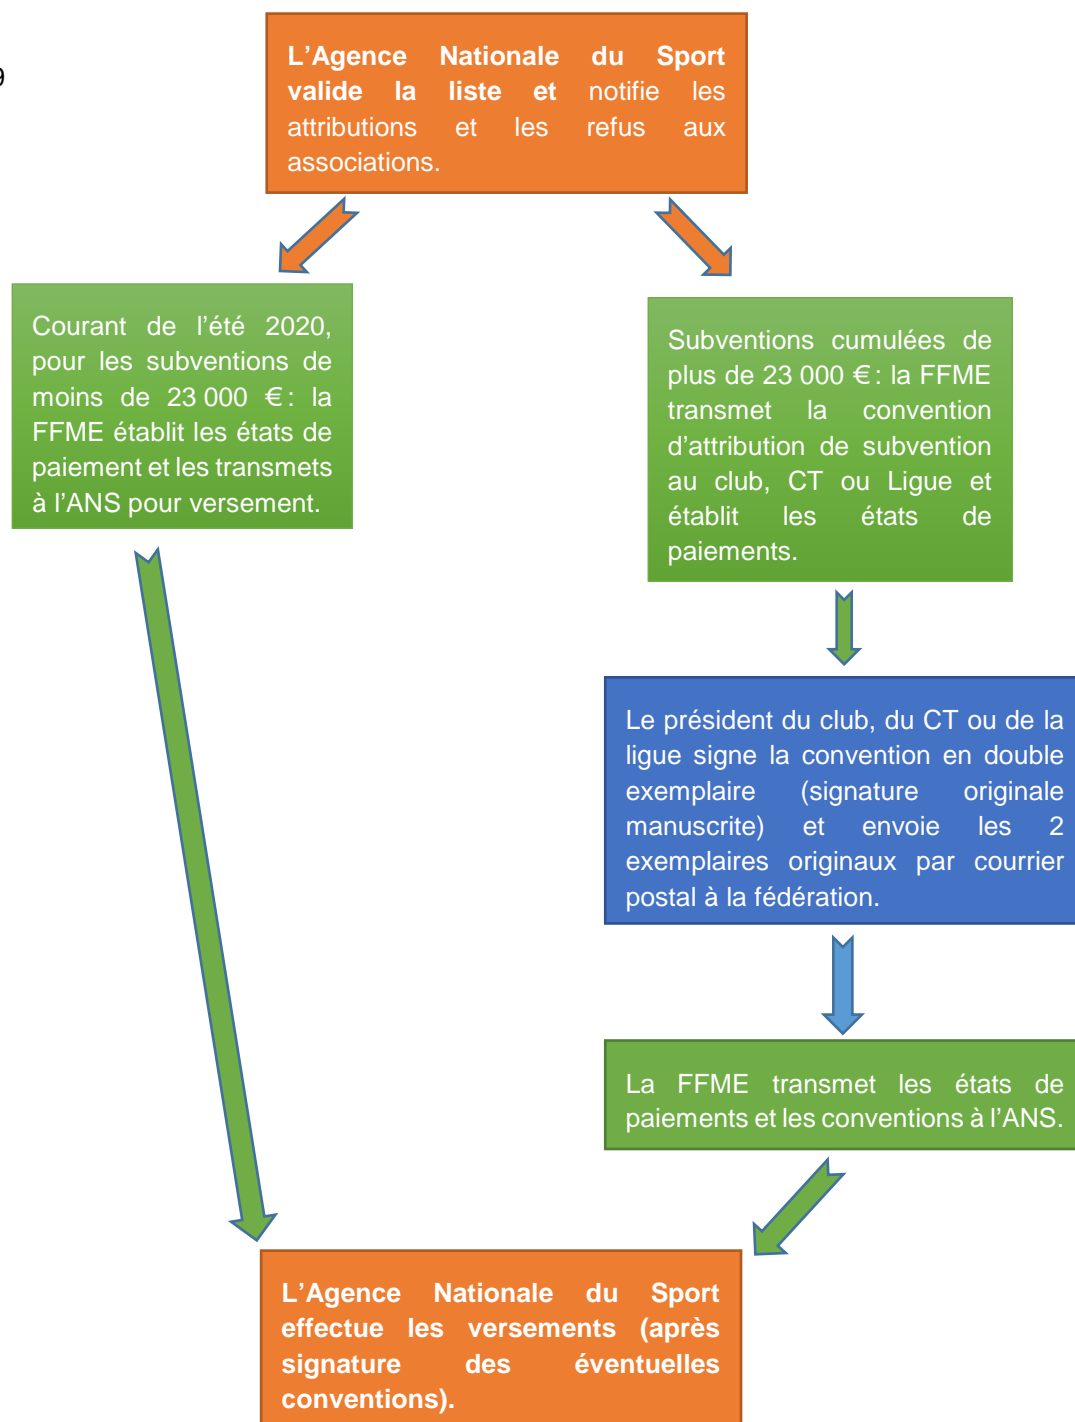 9
L’Agence Nationale du Sport
valide la liste et notifie les
attributions et les refus aux
associations.
Courant de l’été 2020,
pour les subventions de
moins de 23 000 € : la
FFME établit les états de
paiement et les transmets
à l’ANS pour versement.
Subventions cumulées de
plus de 23 000 € : la FFME
transmet la convention
d’attribution de subvention
au club, CT ou Ligue et
établit les états de
paiements.
Le président du club, du CT ou de la
ligue signe la convention en double
exemplaire (signature originale
manuscrite) et envoie les 2
exemplaires originaux par courrier
postal à la fédération.
La FFME transmet les états de
paiements et les conventions à l’ANS.
L’Agence Nationale du Sport
effectue les versements (après
signature des éventuelles
conventions).